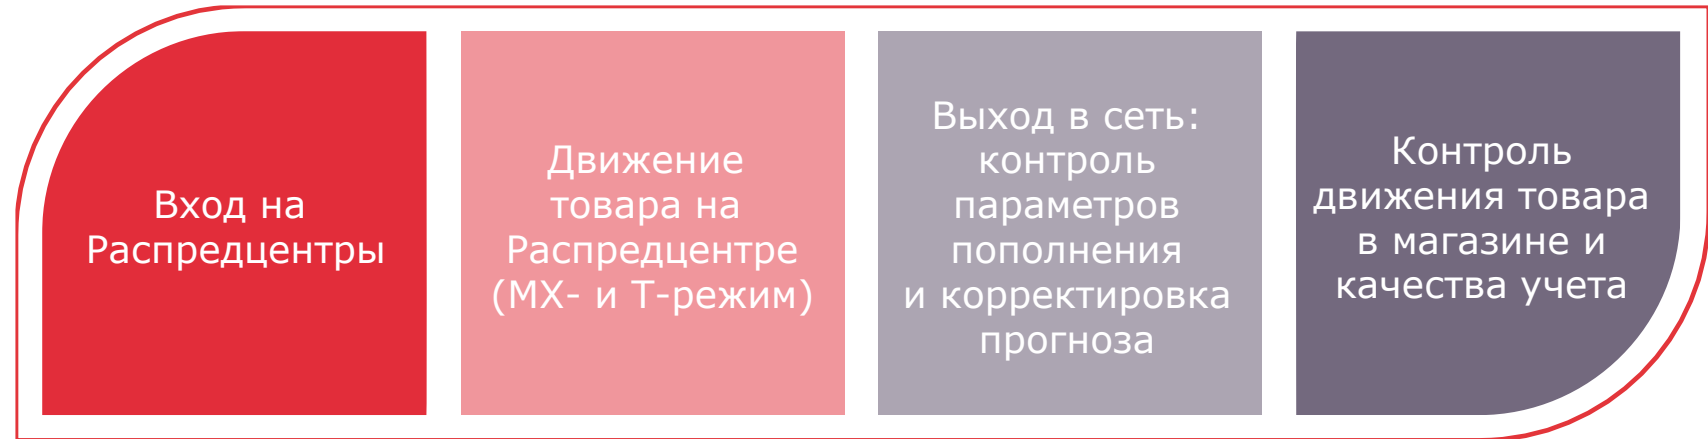 Вход на
Распредцентры
Движение
товара на
Распредцентре
(МХ- и Т-режим)
Выход в сеть:
контроль
параметров
пополнения
и корректировка
прогноза
Контроль
движения товара
в магазине и
качества учета